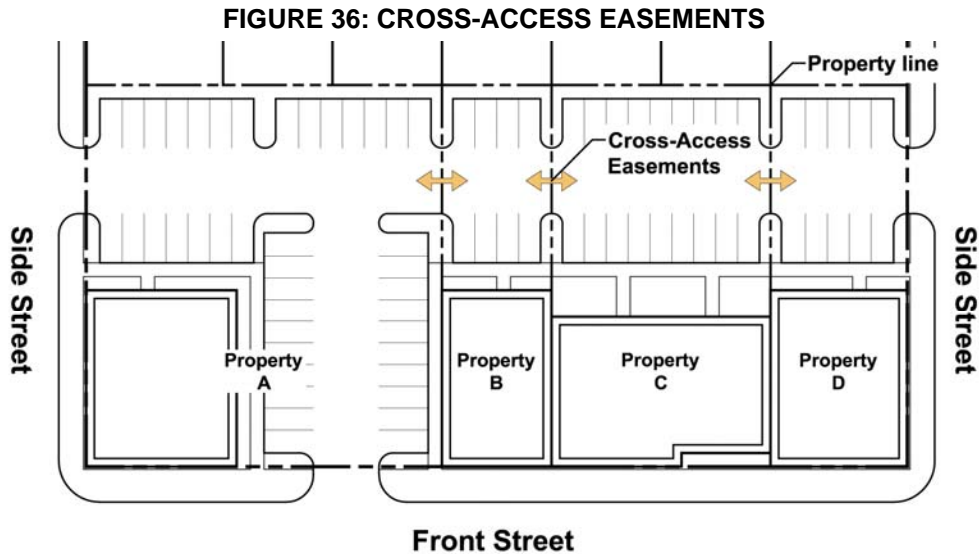 FIGURE 36: CROSS-ACCESS EASEMENTS
Property line
Cross-Access
Easements
Side Street
Side Street
Property
A
Property
B
Property
C
Property
D
Front Street